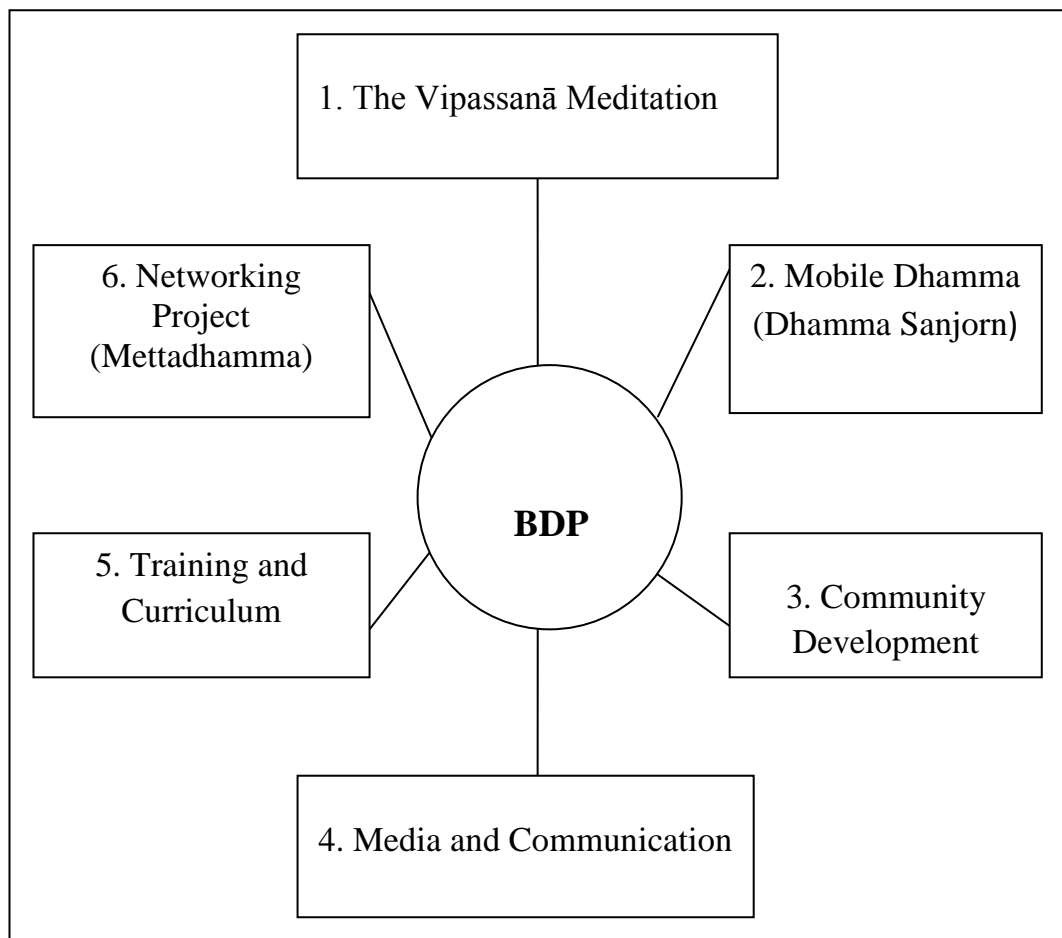 1. The Vipassanā Meditation
2. Mobile Dhamma
(Dhamma Sanjorn)
3. Community
Development
4. Media and Communication
5. Training and
Curriculum
6. Networking
Project
(Mettadhamma)
BDP